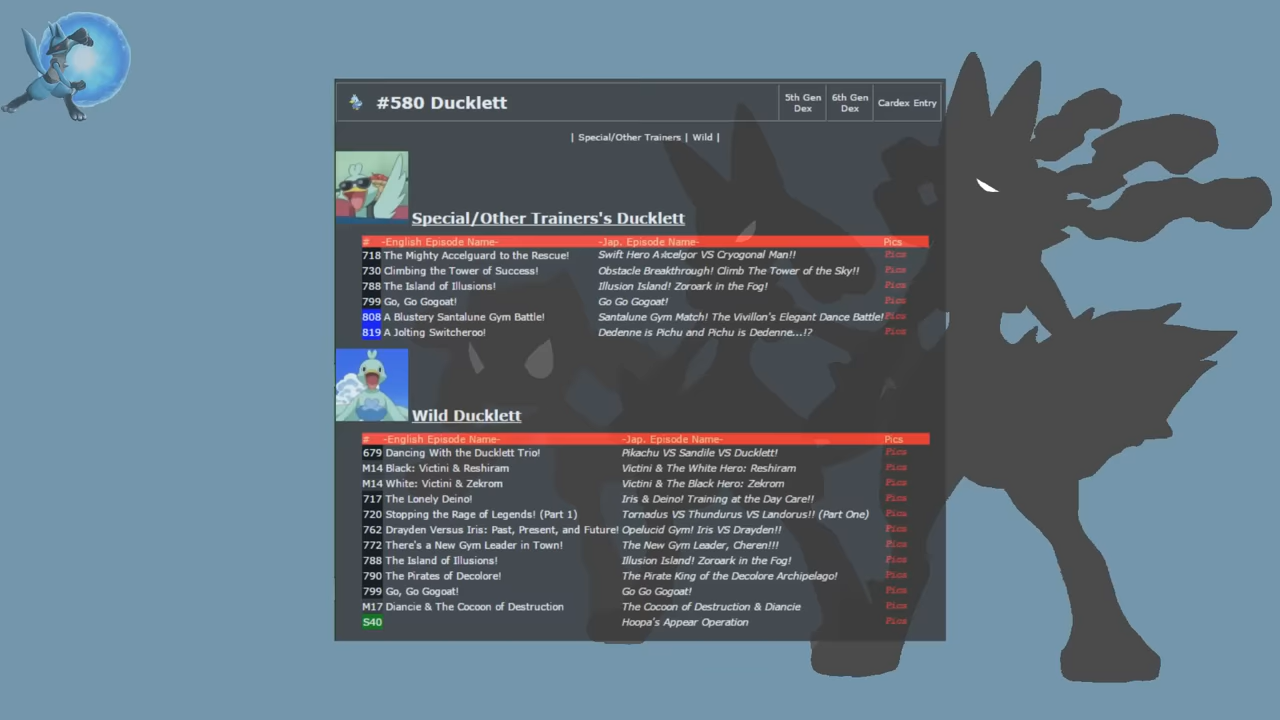 #580 Ducklett
5th Gen Dex
6th Gen Dex
Cardex Entry
| Special/Other Trainers | Wild |
Special/Other Trainers's Ducklett
# -English Episode Name- -Jap. Episode Name- Pics
718 The Mighty Accelguard to the Rescue! Swift Hero Accelgor VS Cryogonal Man!! Pics
730 Climbing the Tower of Success! Obstacle Breakthrough! Climb The Tower of the Sky!! Pics
788 The Island of Illusions! Illusion Island! Zoroark in the Fog! Pics
799 Go, Go Gogoat! Go Go Gogoat! Pics
808 A Blustery Santalune Gym Battle! Santalune Gym Match! The Vivillon's Elegant Dance Battle! Pics
819 A Jolting Switcheroo! Dedenne is Pichu and Pichu is Dedenne...!? Pics
Wild Ducklett
# -English Episode Name- -Jap. Episode Name- Pics
679 Dancing With the Ducklett Trio! Pikachu VS Sandile VS Ducklett! Pics
M14 Black: Victini & Reshiram Victini & The White Hero: Reshiram Pics
M14 White: Victini & Zekrom Victini & The Black Hero: Zekrom Pics
717 The Lonely Deino! Iris & Deino! Training at the Day Care!! Pics
720 Stopping the Rage of Legends! (Part 1) Tornadus VS Thundurus VS Landorus!! (Part One) Pics
762 Drayden Versus Iris: Past, Present, and Future! Opelucid Gym! Iris VS Drayden!! Pics
772 There's a New Gym Leader in Town! The New Gym Leader, Cheren!!! Pics
788 The Island of Illusions! Illusion Island! Zoroark in the Fog! Pics
790 The Pirates of Decolore! The Pirate King of the Decolore Archipelago! Pics
799 Go, Go Gogoat! Go Go Gogoat! Pics
M17 Diancie & The Cocoon of Destruction The Cocoon of Destruction & Diancie Pics
S40 Hoopa's Appear Operation Pics